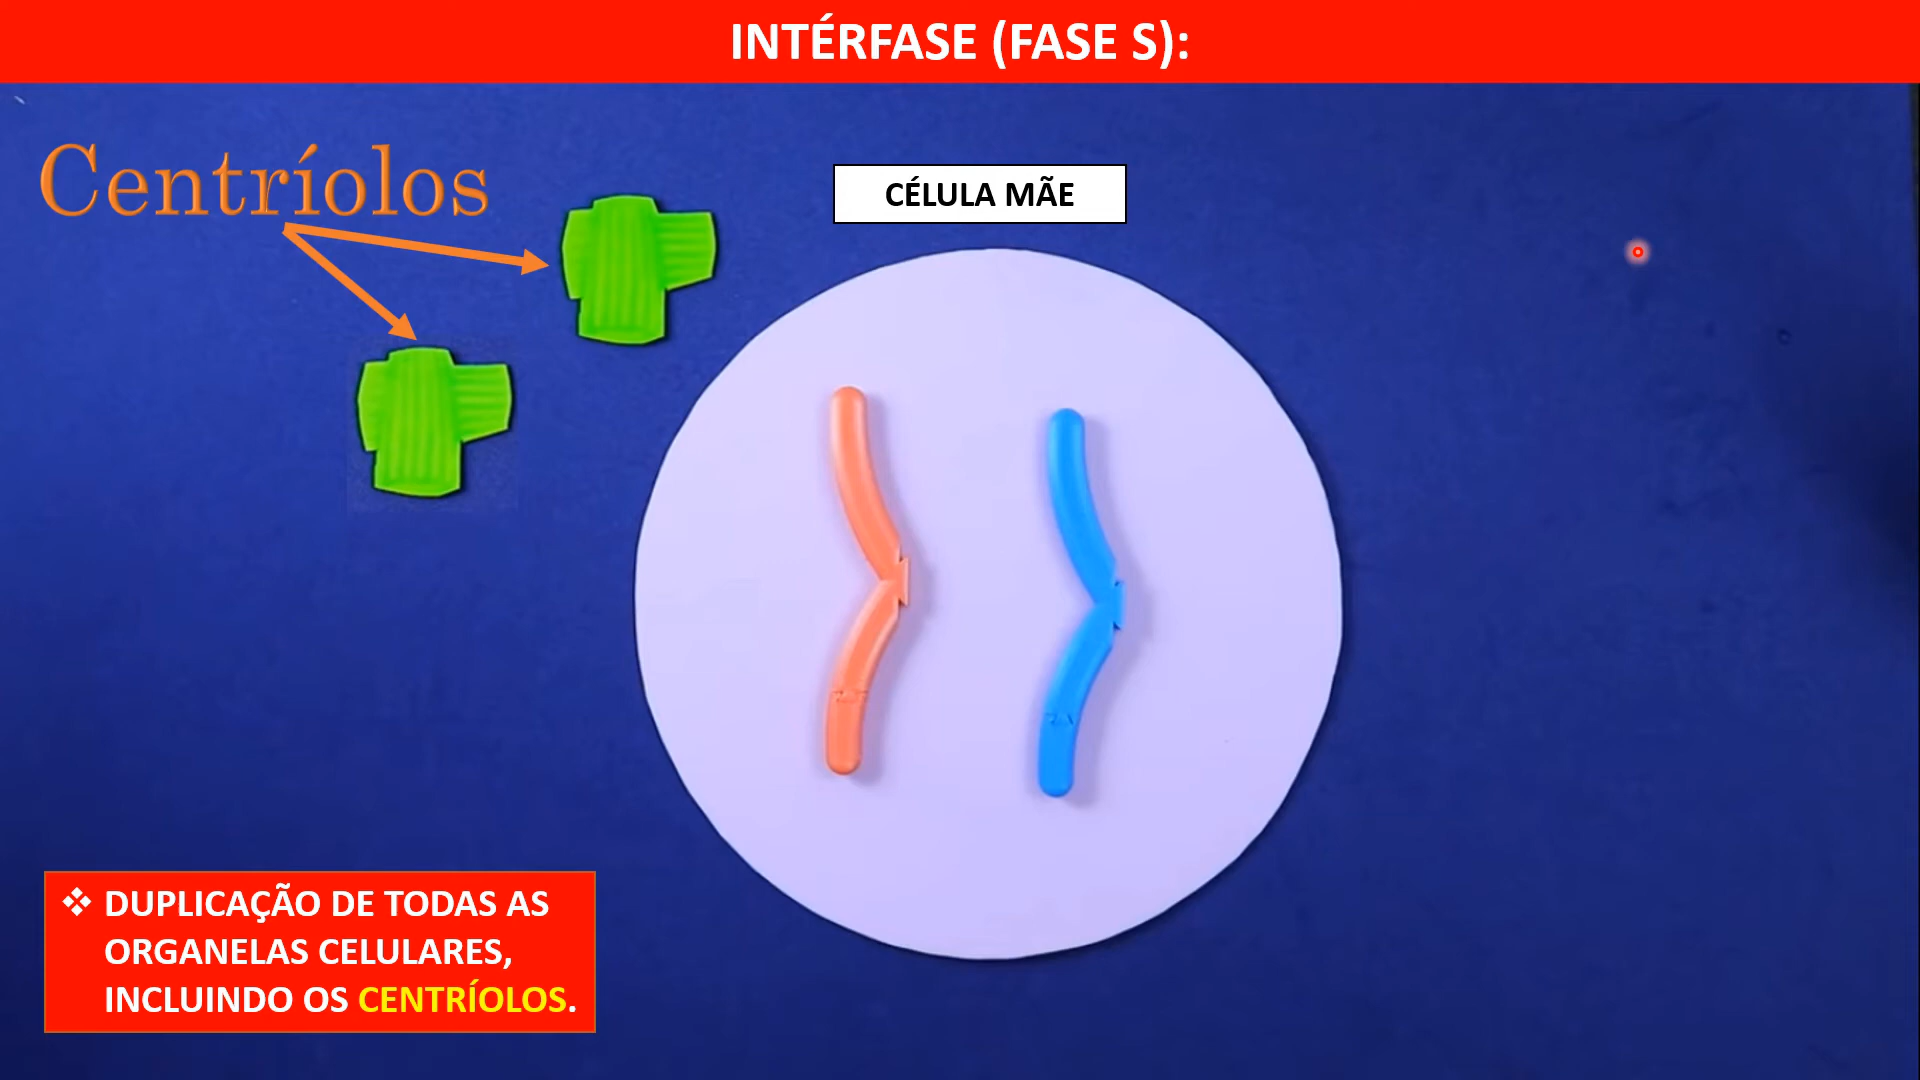 INTÉRFASE (FASE S):
Centríolos
CÉLULA MÃE
❖ DUPLICAÇÃO DE TODAS AS
ORGANELAS CELULARES,
INCLUINDO OS CENTRÍOLOS.